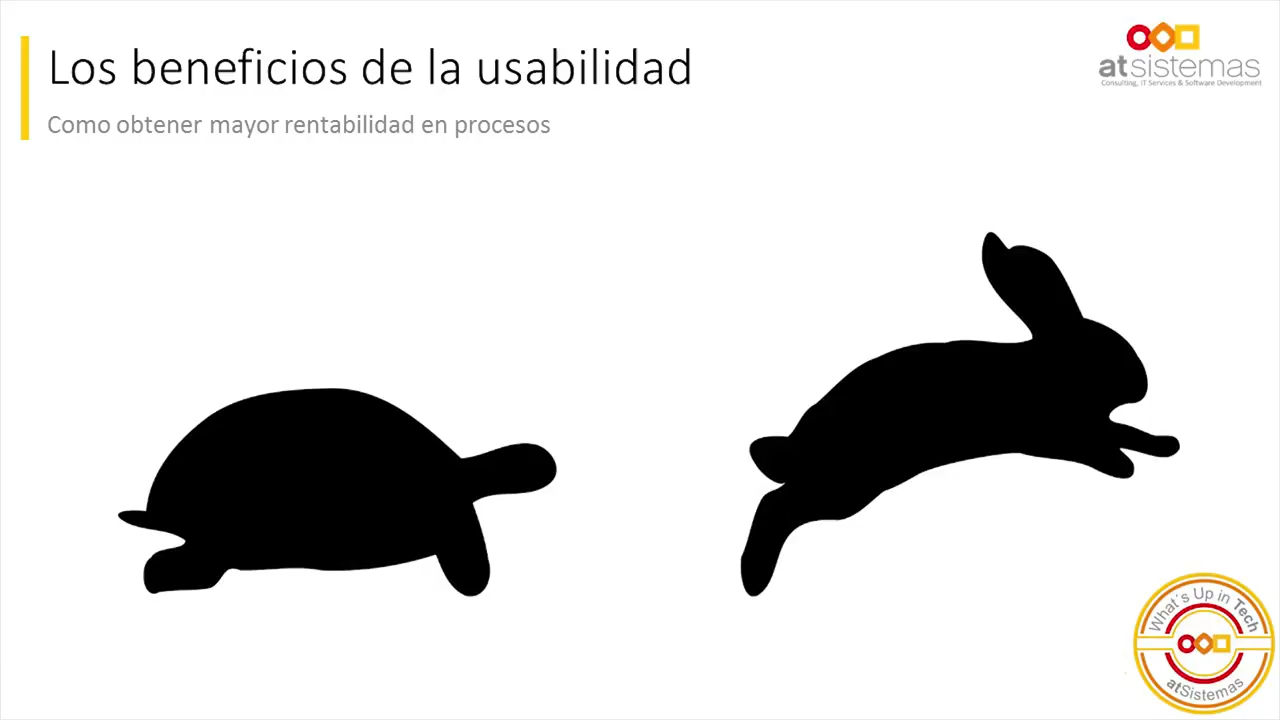 Los beneficios de la usabilidad
Como obtener mayor rentabilidad en procesos
atsistemas
Consulting, IT Services & Software Development
What´s Up in Tech
atSistemas